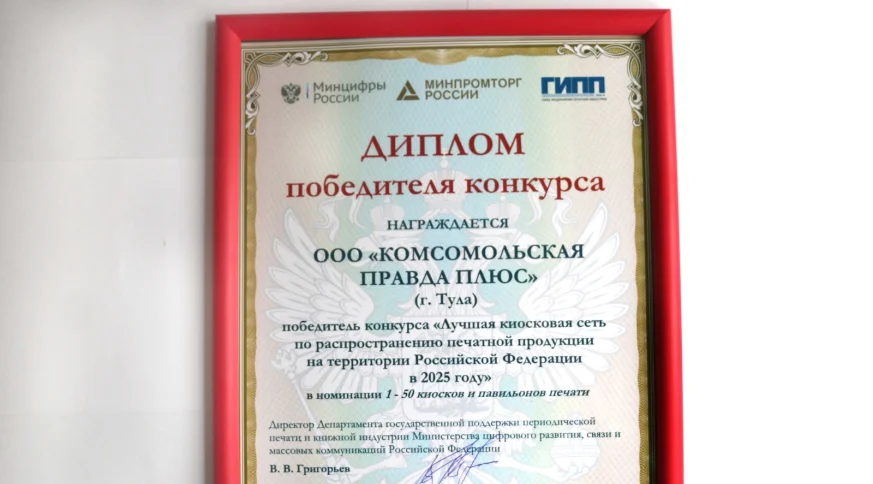 Минцифры России
МИНПРОМТОРГ РОССИИ
ГИПП
ДИПЛОМ
победителя конкурса
НАГРАЖДАЕТСЯ
ООО «КОМСОМОЛЬСКАЯ
ПРАВДА ПЛЮС»
(г. Тула)
победитель конкурса «Лучшая киосковая сеть
по распространению печатной продукции
на территории Российской Федерации
в 2025 году»
в номинации 1 - 50 киосков и павильонов печати
Директор Департамента государственной поддержки периодической
печати и книжной индустрии Министерства цифрового развития, связи и
массовых коммуникаций Российской Федерации
В. В. Григорьев